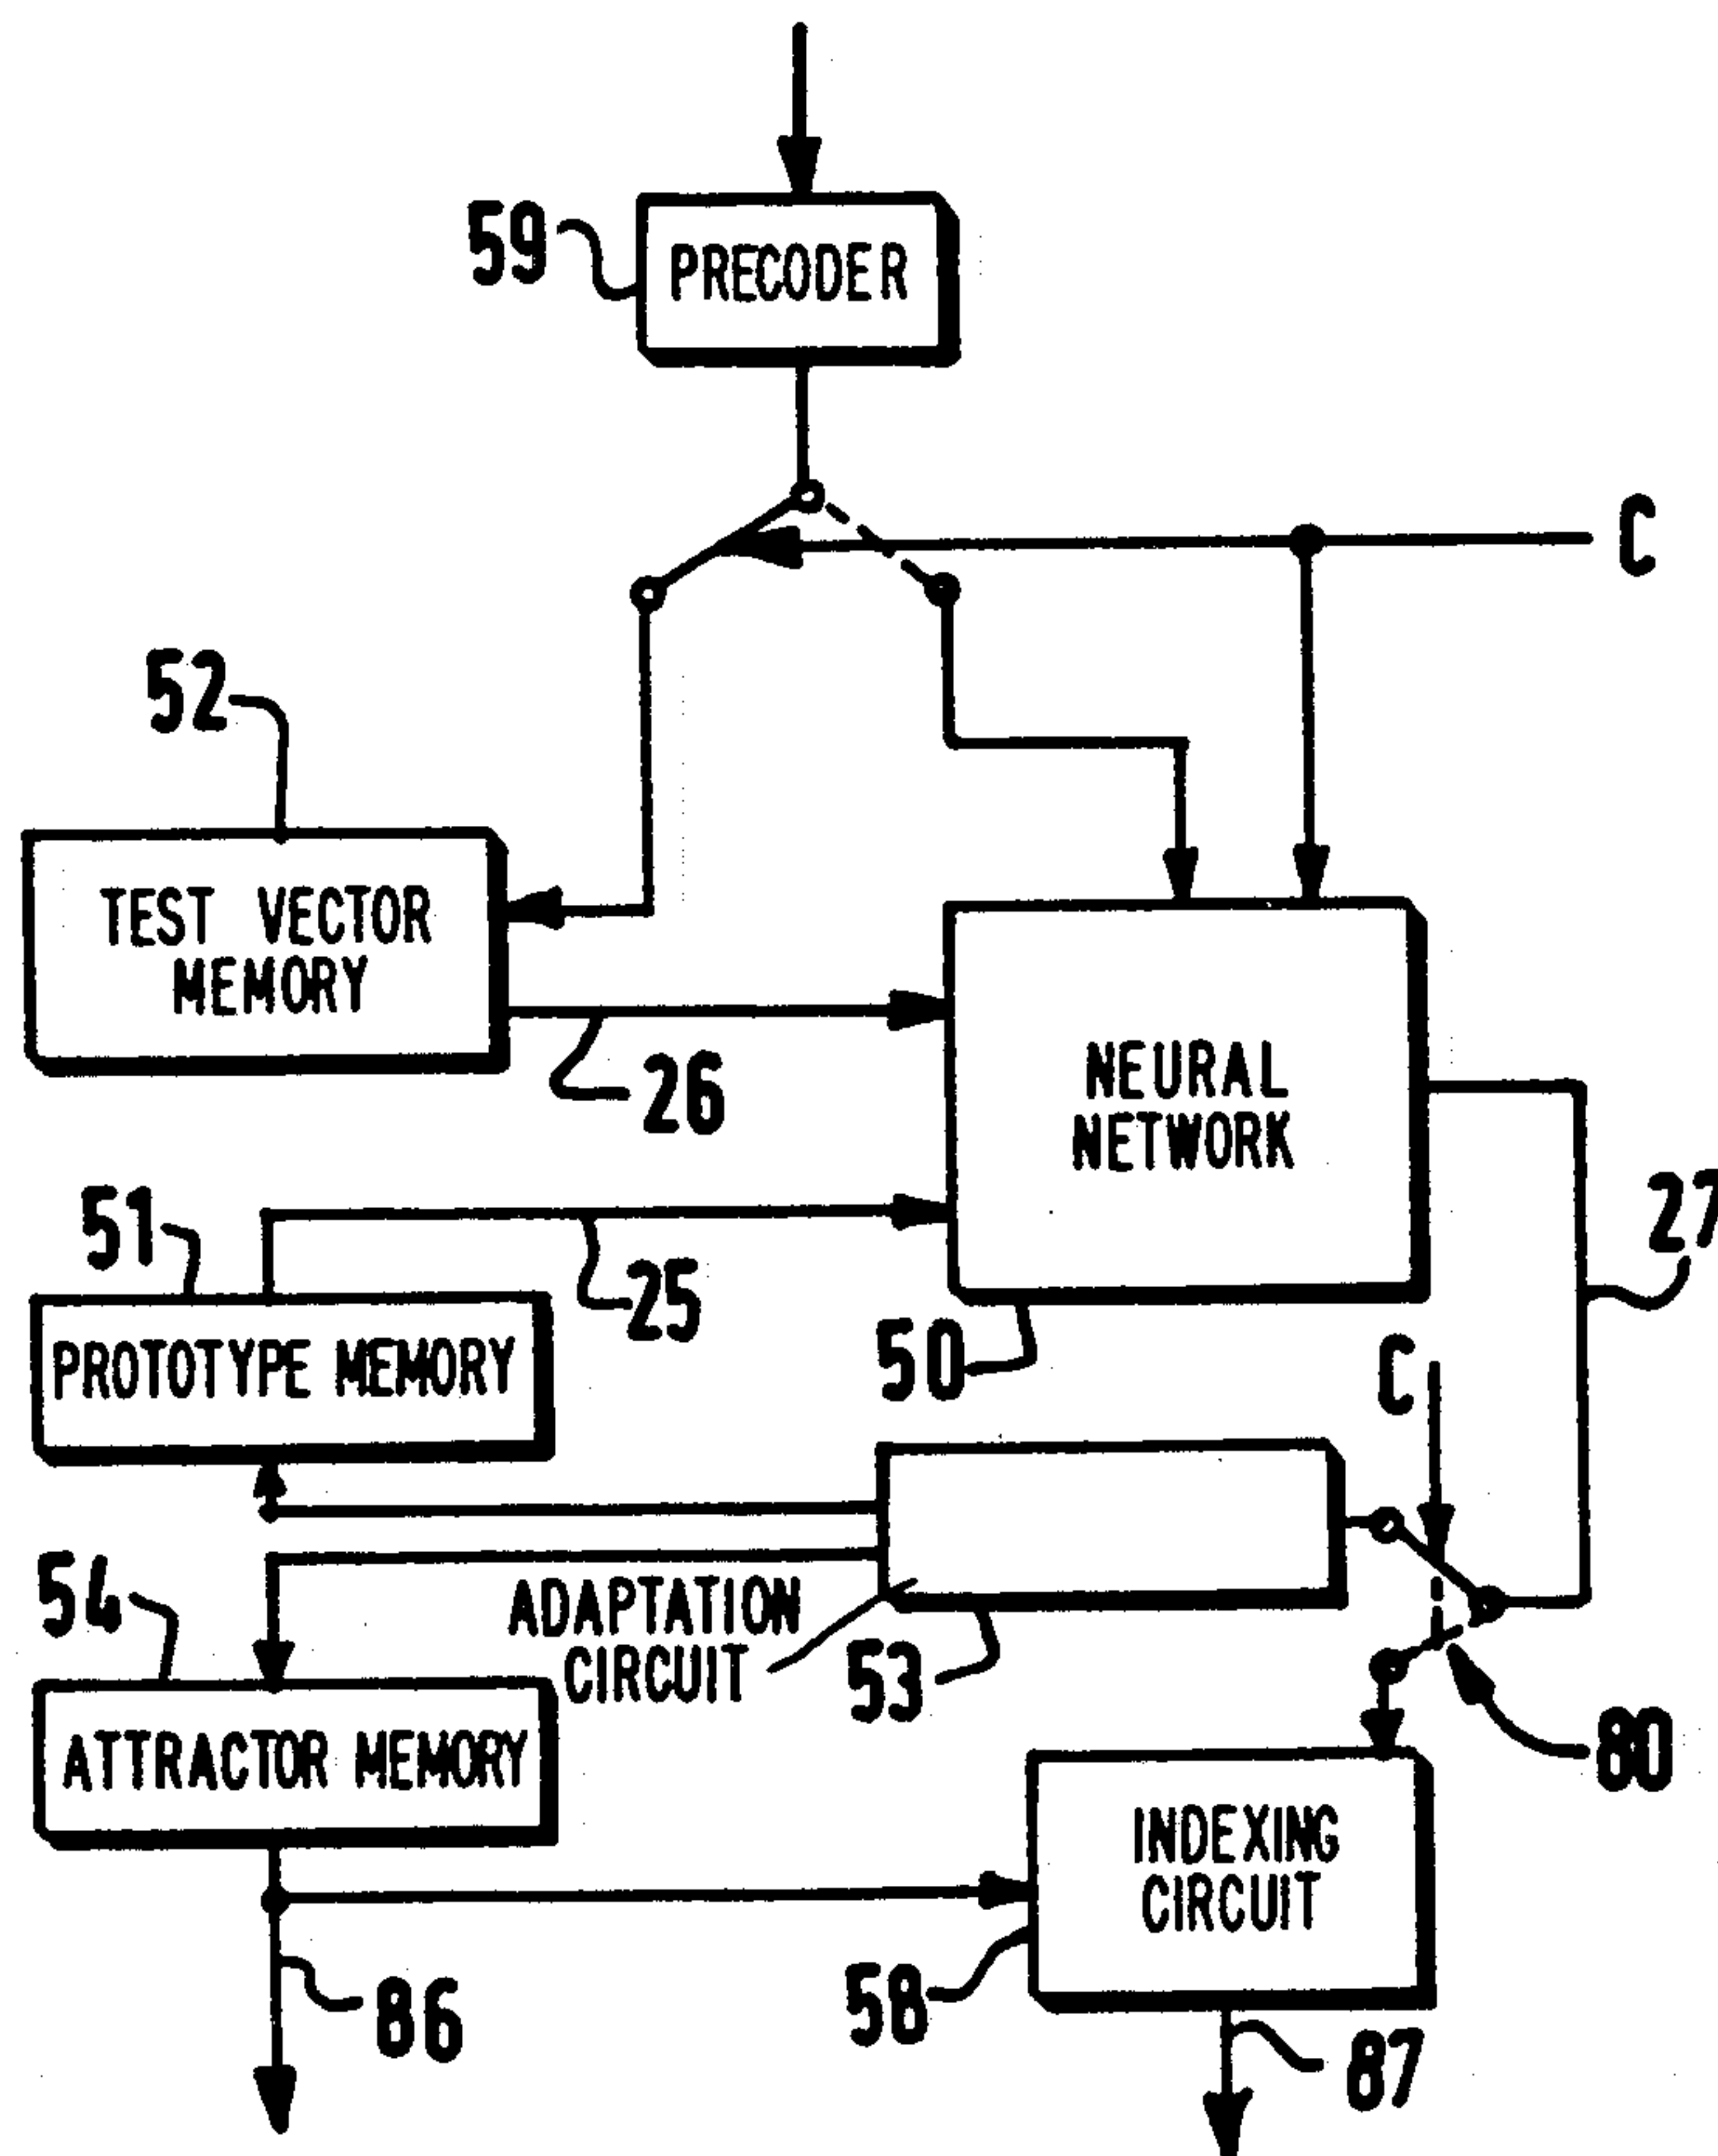 59
PRECODER
C
52
TEST VECTOR
MEMORY
26
NEURAL
NETWORK
27
51
25
PROTOTYPE MEMORY
50
C
54
ADAPTATION
CIRCUIT
53
ATTRACTOR MEMORY
80
INDEXING
CIRCUIT
58
86
87